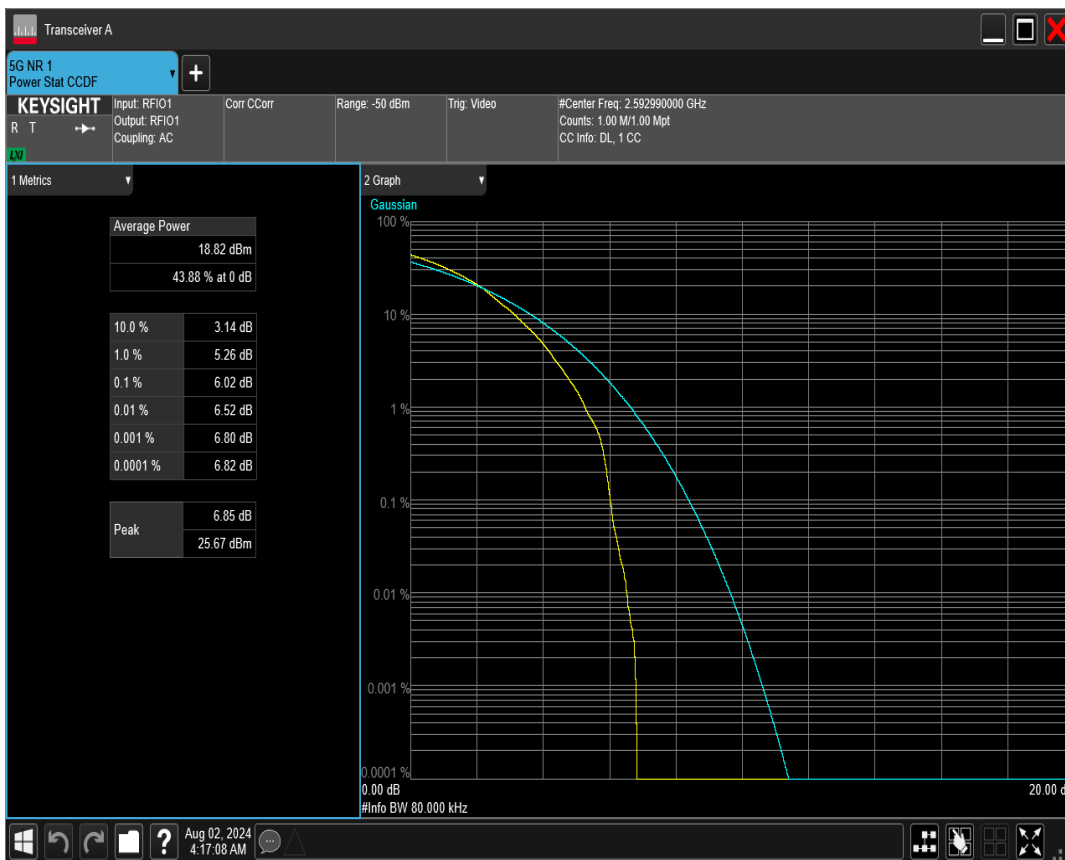 Transceiver A
5G NR 1
Power Stat CCDF
+
KEYSIGHT
R T
LXI
Input: RFIO1
Output: RFIO1
Coupling: AC
Corr CCorr
Range: -50 dBm
Trig: Video
#Center Freq: 2.592990000 GHz
Counts: 1.00 M/1.00 Mpt
CC Info: DL, 1 CC
1 Metrics
Average Power
18.82 dBm
43.88 % at 0 dB
10.0 % 3.14 dB
1.0 % 5.26 dB
0.1 % 6.02 dB
0.01 % 6.52 dB
0.001 % 6.80 dB
0.0001 % 6.82 dB
Peak
6.85 dB
25.67 dBm
2 Graph
Gaussian
100 %
10 %
1 %
0.1 %
0.01 %
0.001 %
0.0001 %
0.00 dB
20.00 d
#Info BW 80.000 kHz
?
Aug 02, 2024
4:17:08 AM